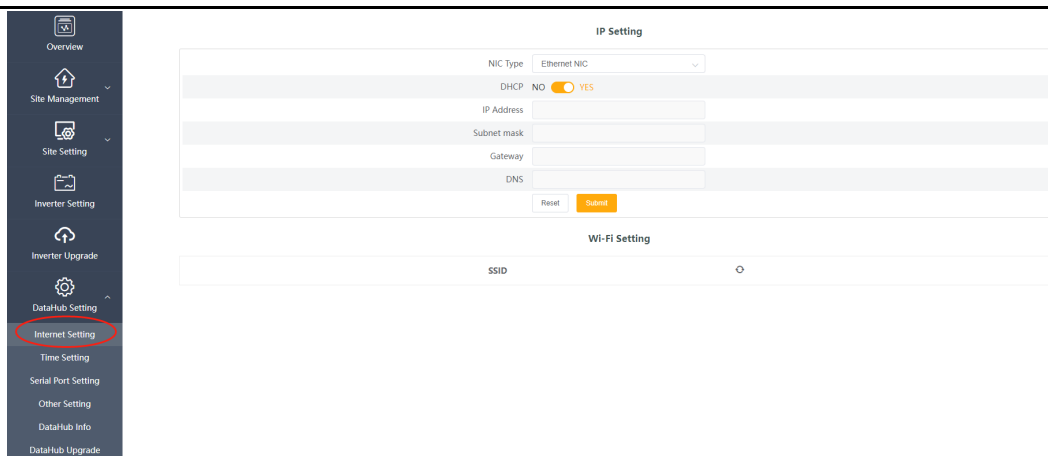 Overview
Site Management
Site Setting
Inverter Setting
Inverter Upgrade
DataHub Setting
Internet Setting
Time Setting
Serial Port Setting
Other Setting
DataHub Info
DataHub Upgrade
IP Setting
NIC Type Ethernet NIC
DHCP NO YES
IP Address
Subnet mask
Gateway
DNS
Reset Submit
Wi-Fi Setting
SSID